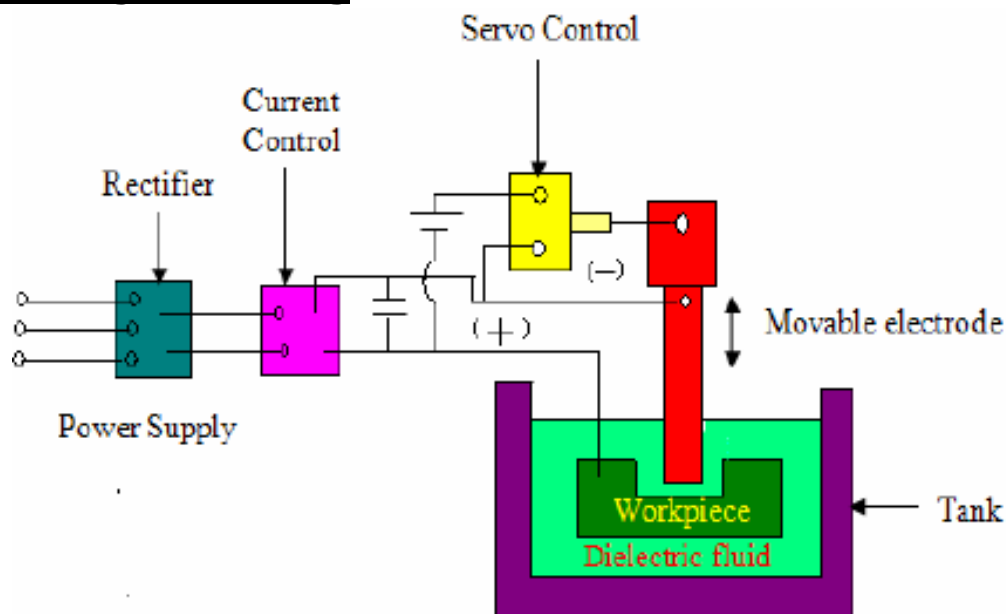 Servo Control
Current
Control
Rectifier
(−)
(+)
Movable electrode
Power Supply
Workpiece
Tank
Dielectric fluid